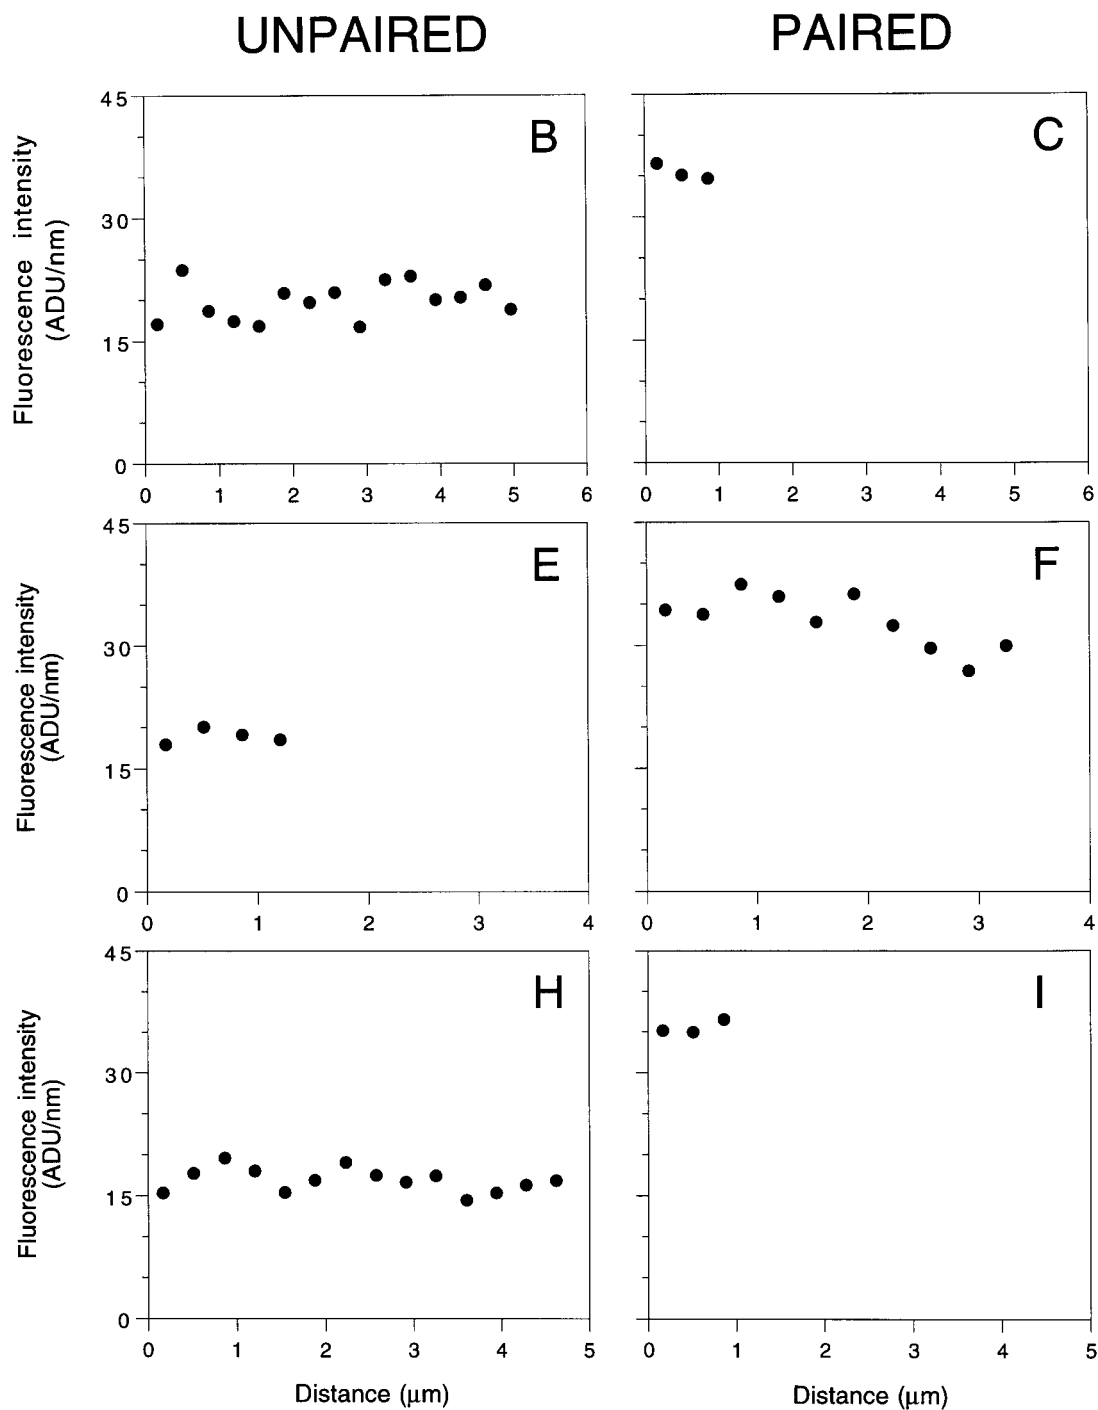 UNPAIRED PAIRED
B C
Fluorescence intensity
(ADU/nm)
45
30
15
0
0 1 2 3 4 5 6
0 1 2 3 4 5 6
E F
Fluorescence intensity
(ADU/nm)
45
30
15
0
0 1 2 3 4
0 1 2 3 4
H I
Fluorescence intensity
(ADU/nm)
45
30
15
0
0 1 2 3 4 5
0 1 2 3 4 5
Distance (μm)
Distance (μm)